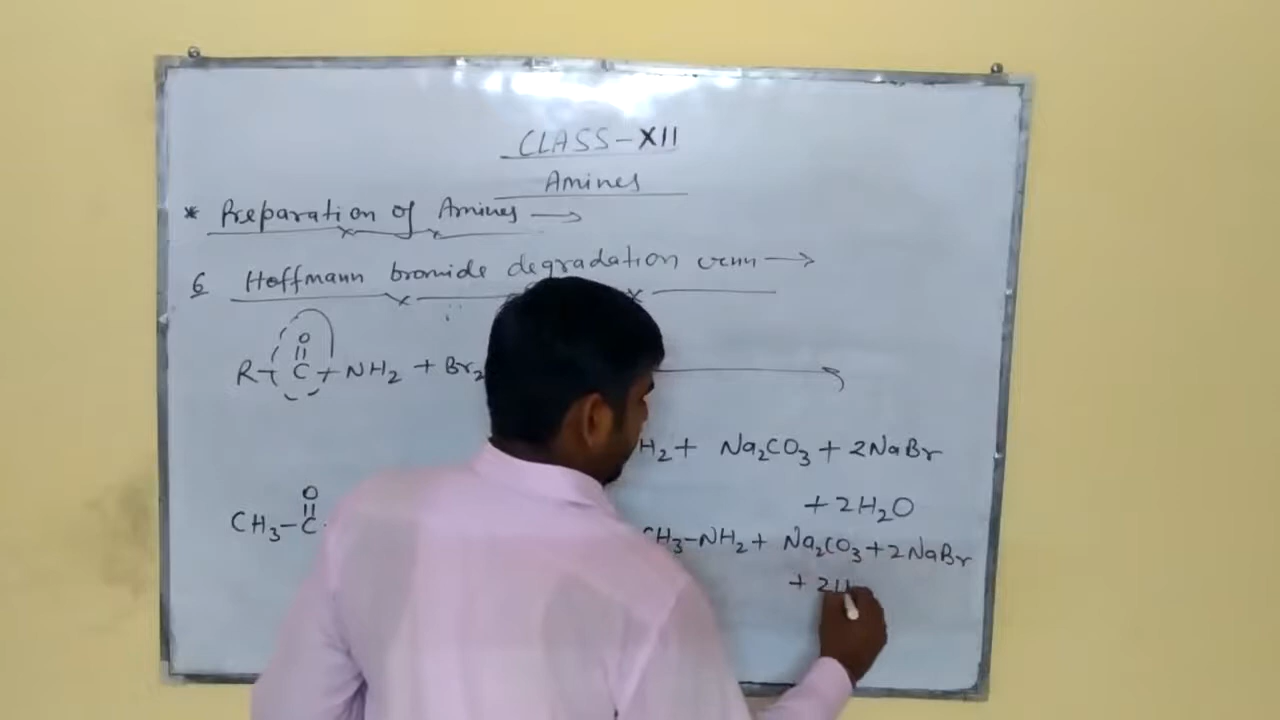 CLASS-XII
Amines
* Preparation of Amines →
6 Hoffmann bromide degradation →
O
R-C-NH₂ + Br₂ →
H₂ + Na₂CO₃ + 2NaBr
+ 2H₂O
O
CH₃-C
CH₃-NH₂ + Na₂CO₃ + 2NaBr
+ 2H